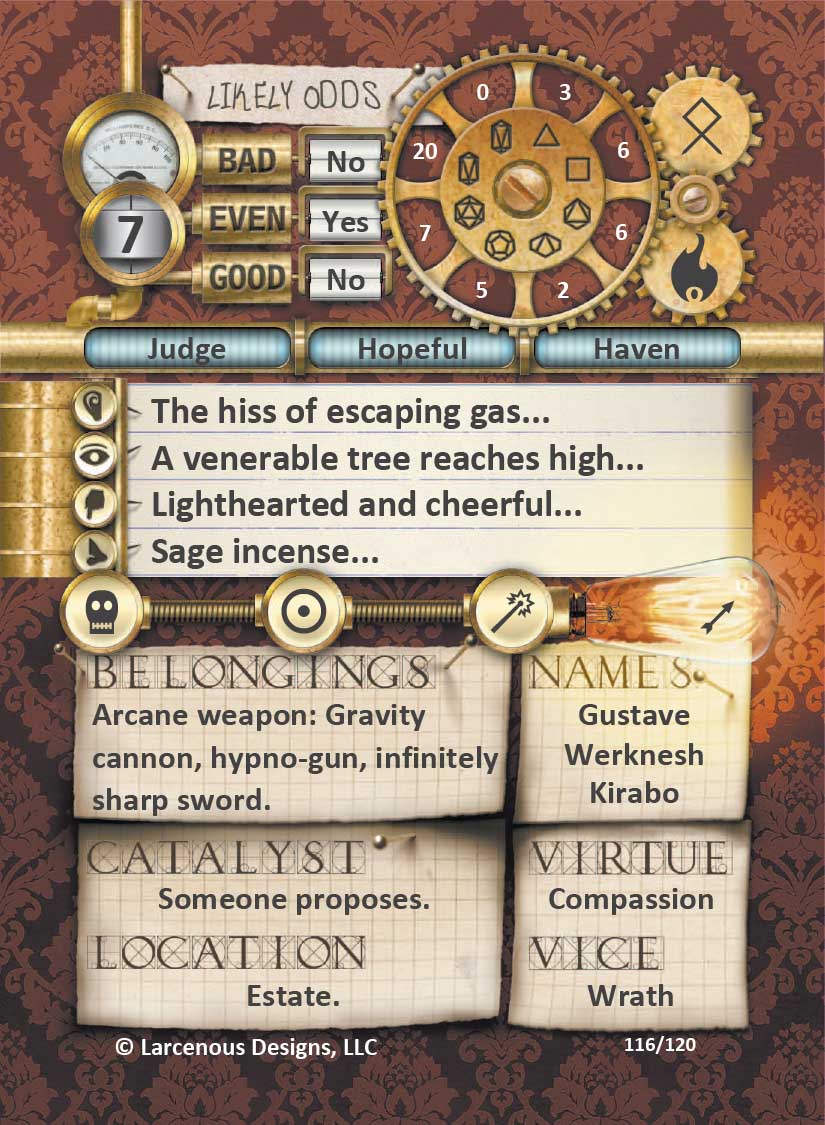 LIKELY ODDS
BAD No
EVEN Yes
GOOD No
7
0 3
20 6
7 6
5 2
Judge Hopeful Haven
The hiss of escaping gas...
A venerable tree reaches high...
Lighthearted and cheerful...
Sage incense...
BELONGINGS
Arcane weapon: Gravity
cannon, hypno-gun, infinitely
sharp sword.
NAMES
Gustave
Werknesh
Kirabo
CATALYST
Someone proposes.
LOCATION
Estate.
VIRTUE
Compassion
VICE
Wrath
© Larcenous Designs, LLC
116/120